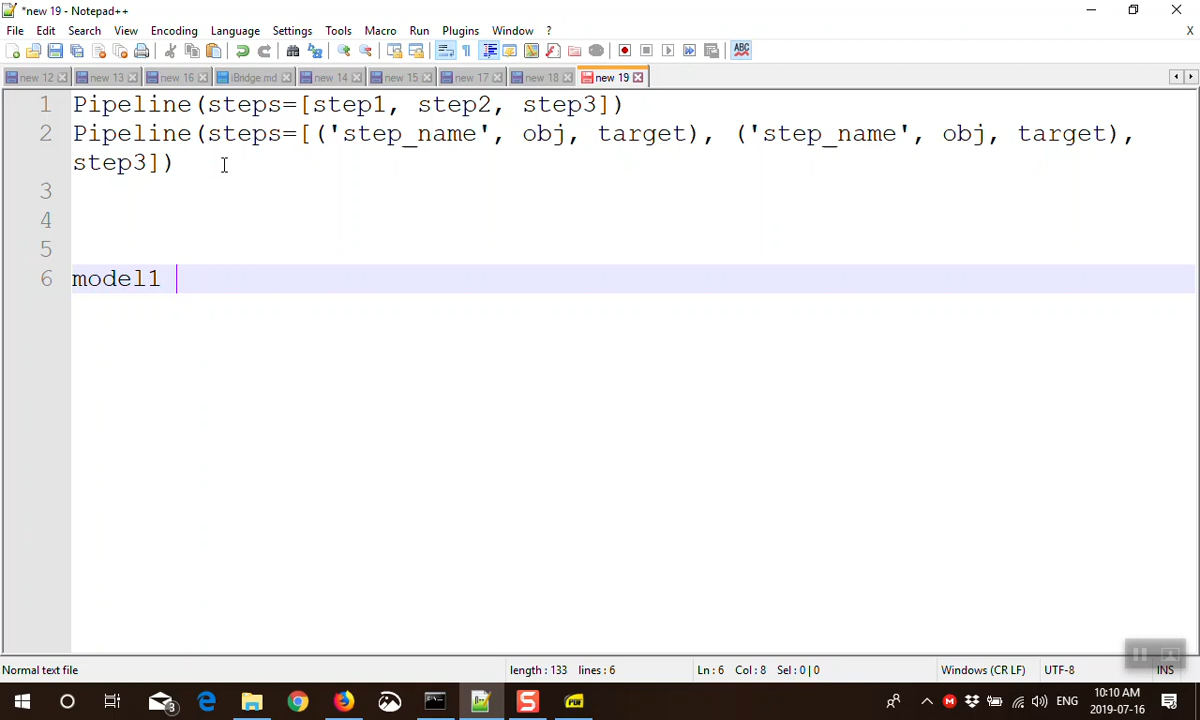 *new 19 - Notepad++
File Edit Search View Encoding Language Settings Tools Macro Run Plugins Window ? X
new 12 new 13 new 16 iBridge.md new 14 new 15 new 17 new 18 new 19
1 Pipeline(steps=[step1, step2, step3])
2 Pipeline(steps=[('step_name', obj, target), ('step_name', obj, target),
step3])
3
4
5
6 model1
Normal text file length : 133 lines : 6 Ln : 6 Col : 8 Sel : 0 | 0 Windows (CR LF) UTF-8 INS
3 ENG 10:10 AM
2019-07-16